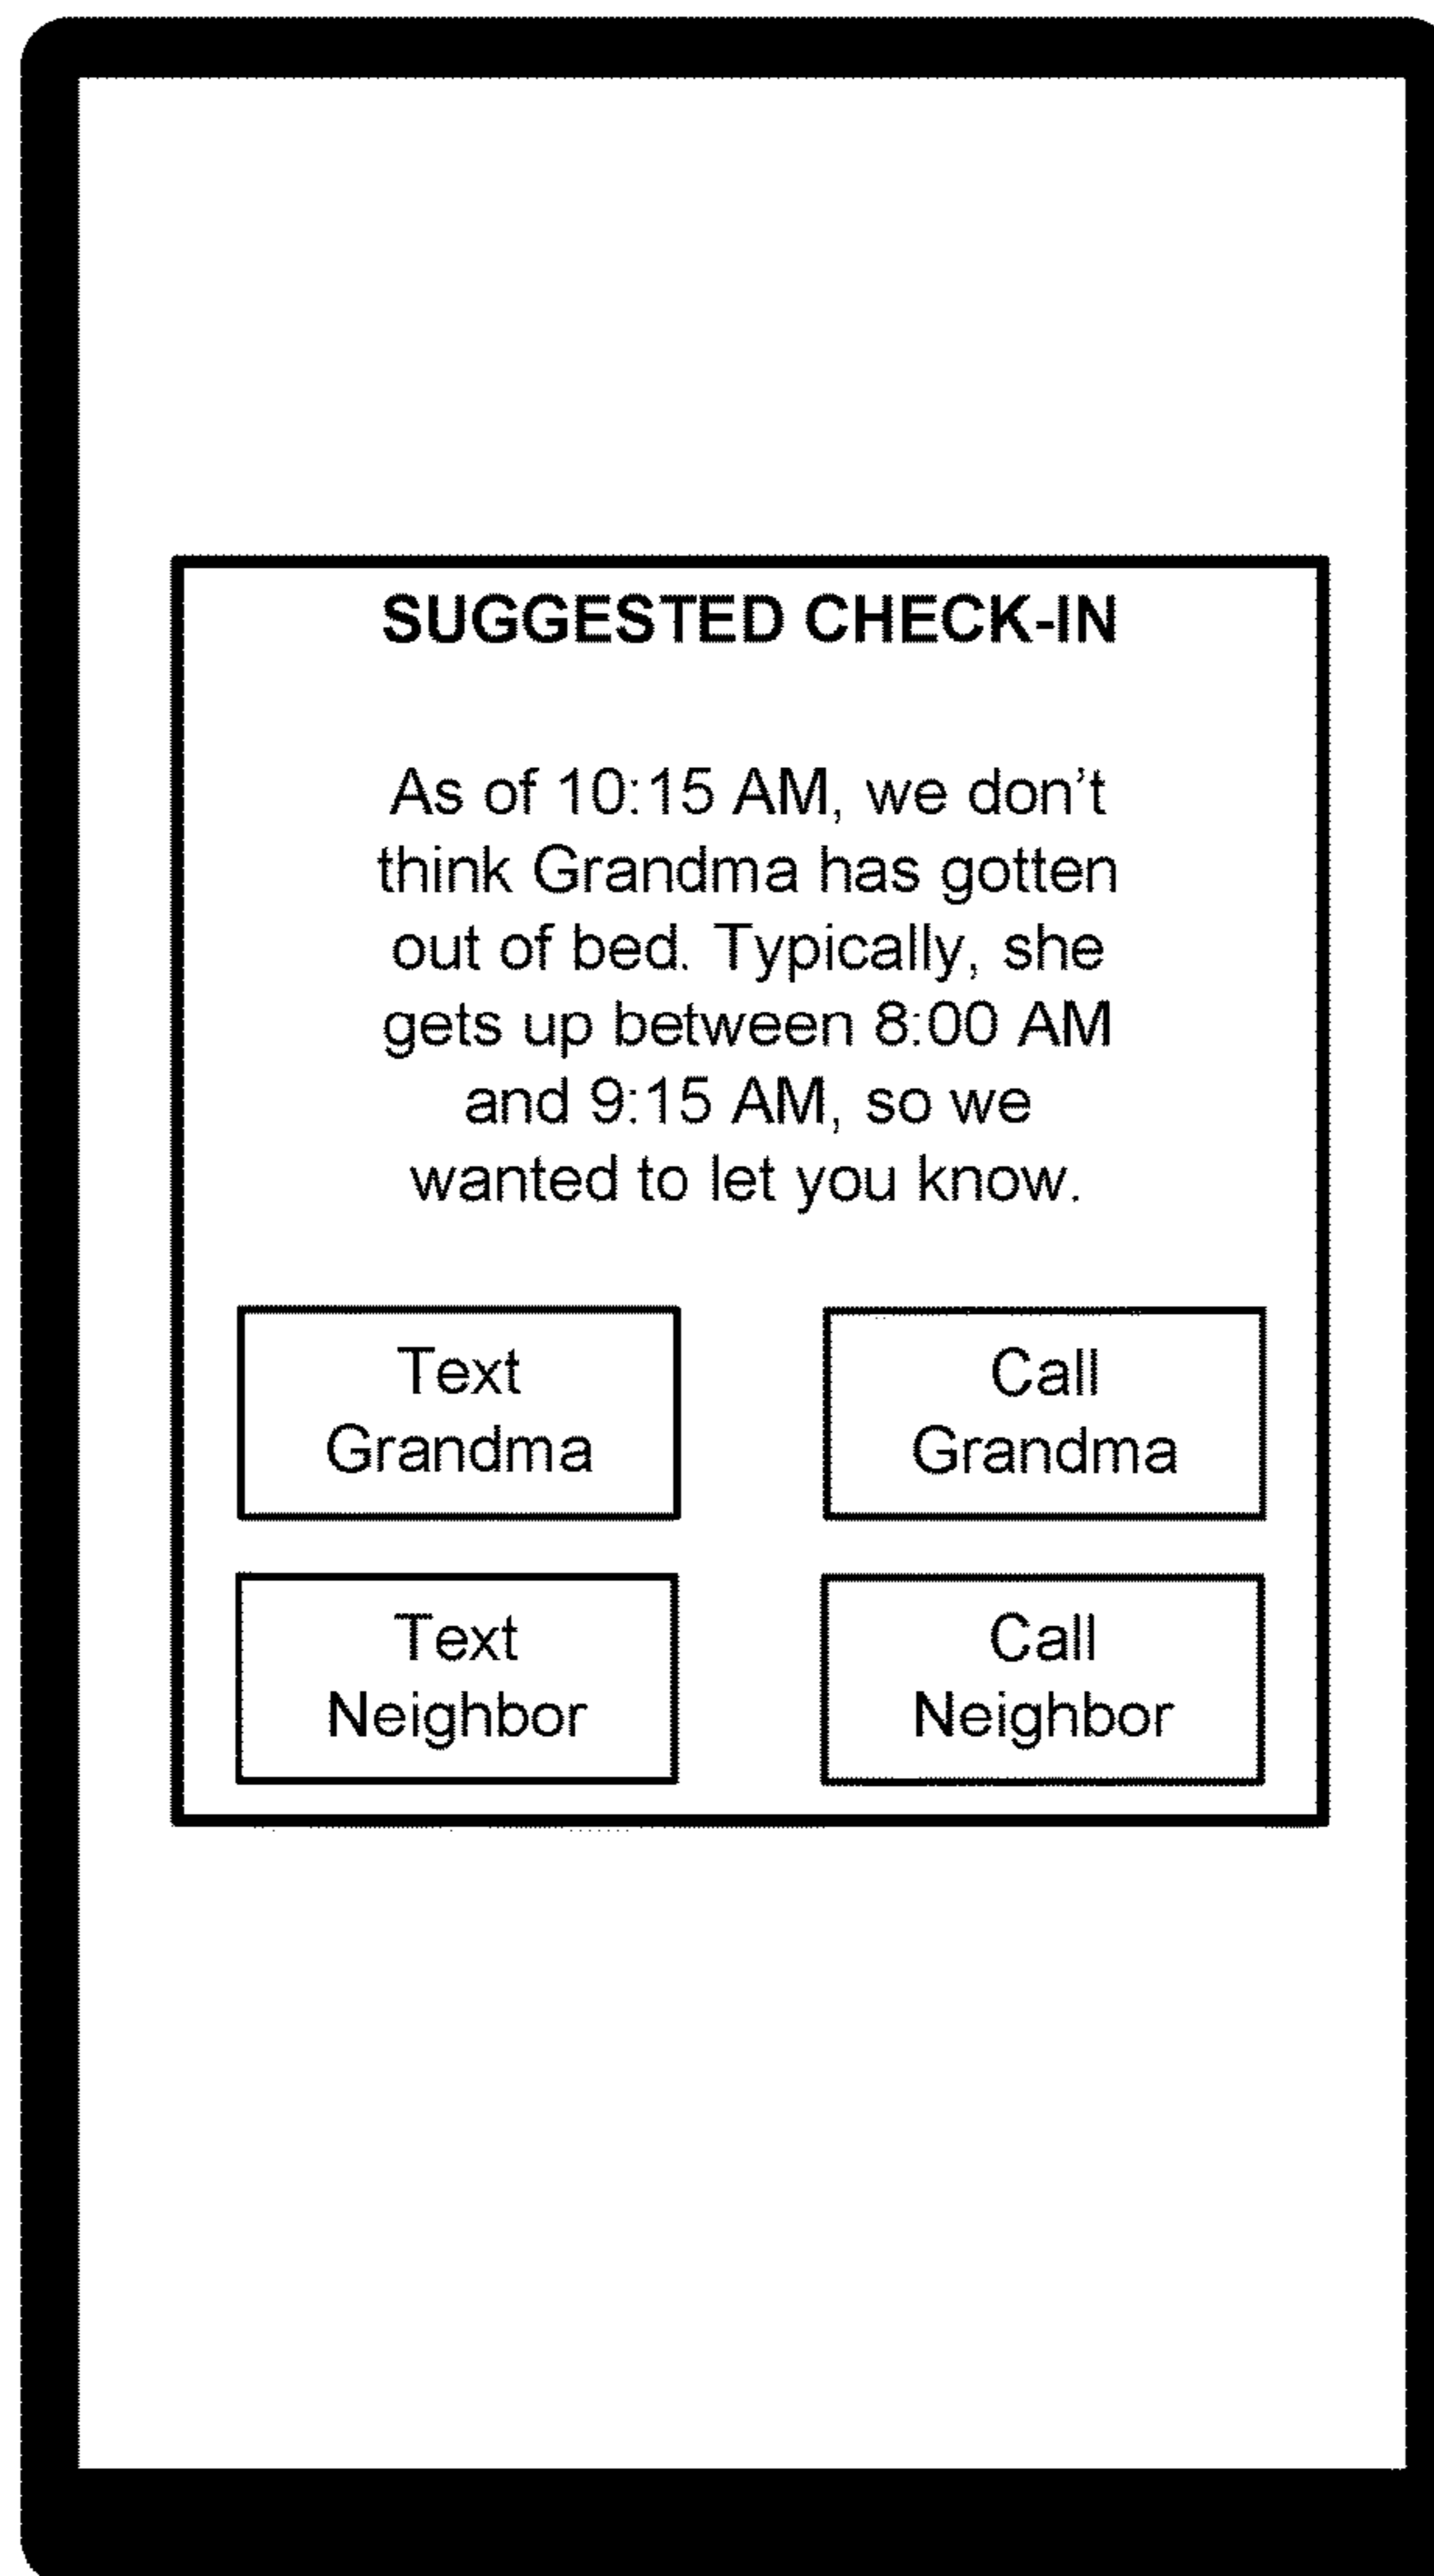 SUGGESTED CHECK-IN
As of 10:15 AM, we don’t
think Grandma has gotten
out of bed. Typically, she
gets up between 8:00 AM
and 9:15 AM, so we
wanted to let you know.
Text
Grandma
Call
Grandma
Text
Neighbor
Call
Neighbor